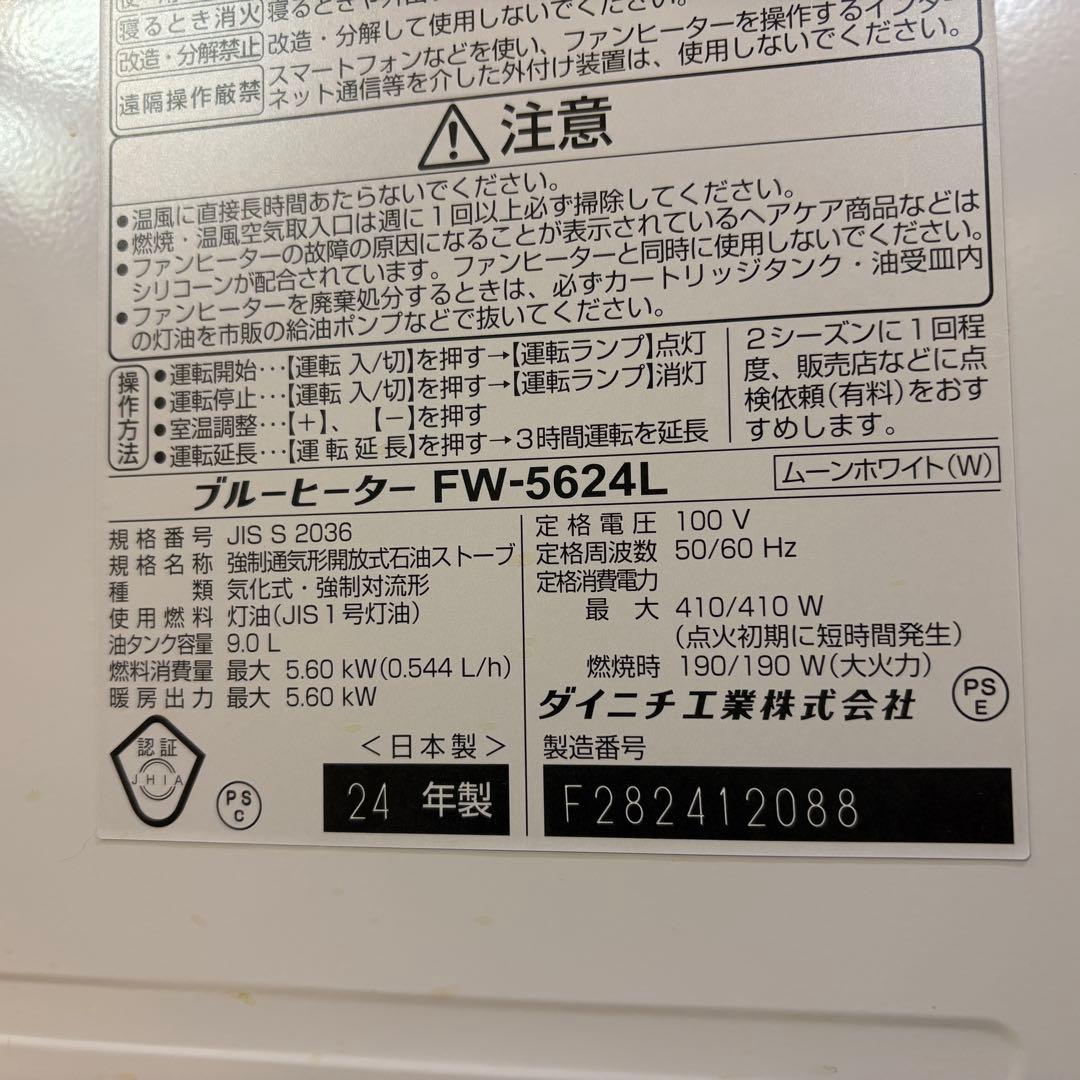 寝るとき消火 寝るときや外出
改造・分解禁止 改造・分解して使用しないでください。
遠隔操作厳禁 スマートフォンなどを使い、ファンヒーターを操作するインター
ネット通信等を介した外付け装置は、使用しないでください。
注意
●温風に直接長時間あたらないでください。
●燃焼・温風空気取入口は週に1回以上必ず掃除してください。
●ファンヒーターの故障の原因になることが表示されているヘアケア商品などは
シリコーンが配合されています。ファンヒーターと同時に使用しないでください。
●ファンヒーターを廃棄処分するときは、必ずカートリッジタンク・油受皿内
の灯油を市販の給油ポンプなどで抜いてください。
操作方法
●運転開始…【運転 入/切】を押す→【運転ランプ】点灯
●運転停止…【運転 入/切】を押す→【運転ランプ】消灯
●室温調整…【+】、【−】を押す
●運転延長…【運転延長】を押す→3時間運転を延長
2シーズンに1回程
度、販売店などに点
検依頼(有料)をおす
すめします。
ブルーヒーター FW-5624L
ムーンホワイト(W)
規格番号 JIS S 2036
規格名称 強制通気形開放式石油ストーブ
種類 気化式・強制対流形
使用燃料 灯油(JIS1号灯油)
油タンク容量 9.0 L
燃料消費量 最大 5.60 kW(0.544 L/h)
暖房出力 最大 5.60 kW
定格電圧 100 V
定格周波数 50/60 Hz
定格消費電力
最大 410/410 W
(点火初期に短時間発生)
燃焼時 190/190 W(大火力)
ダイニチ工業株式会社
PS
E
認証
JHIA
PS
C
<日本製>
24 年製
製造番号
F282412088